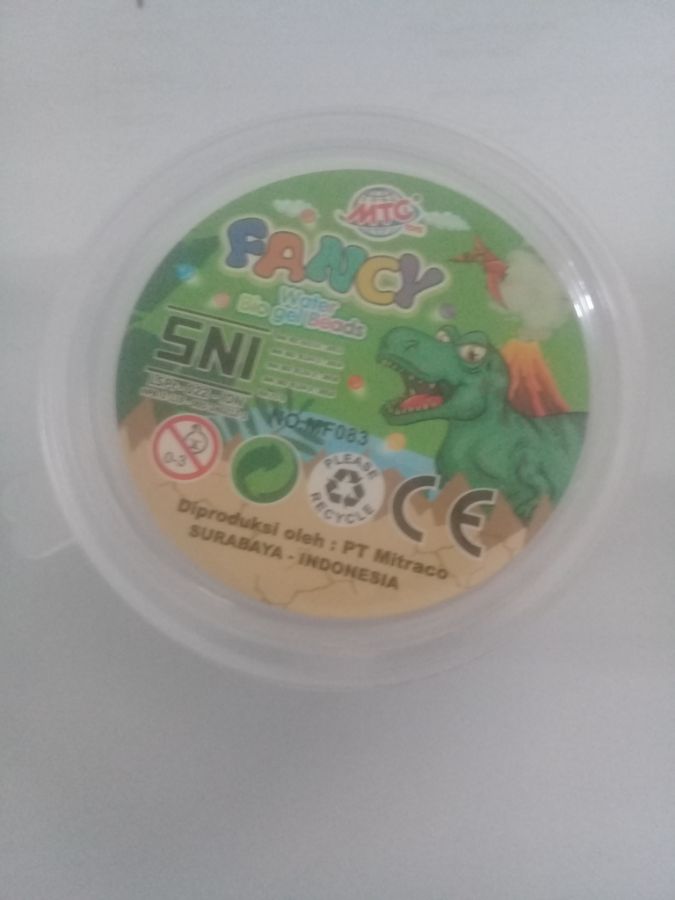 MTC
FANCY
Water
Bio gel Beads
SNI
NO.MF083
0-3
PLEASE
RECYCLE
CE
Diproduksi oleh : PT Mitraco
SURABAYA - INDONESIA